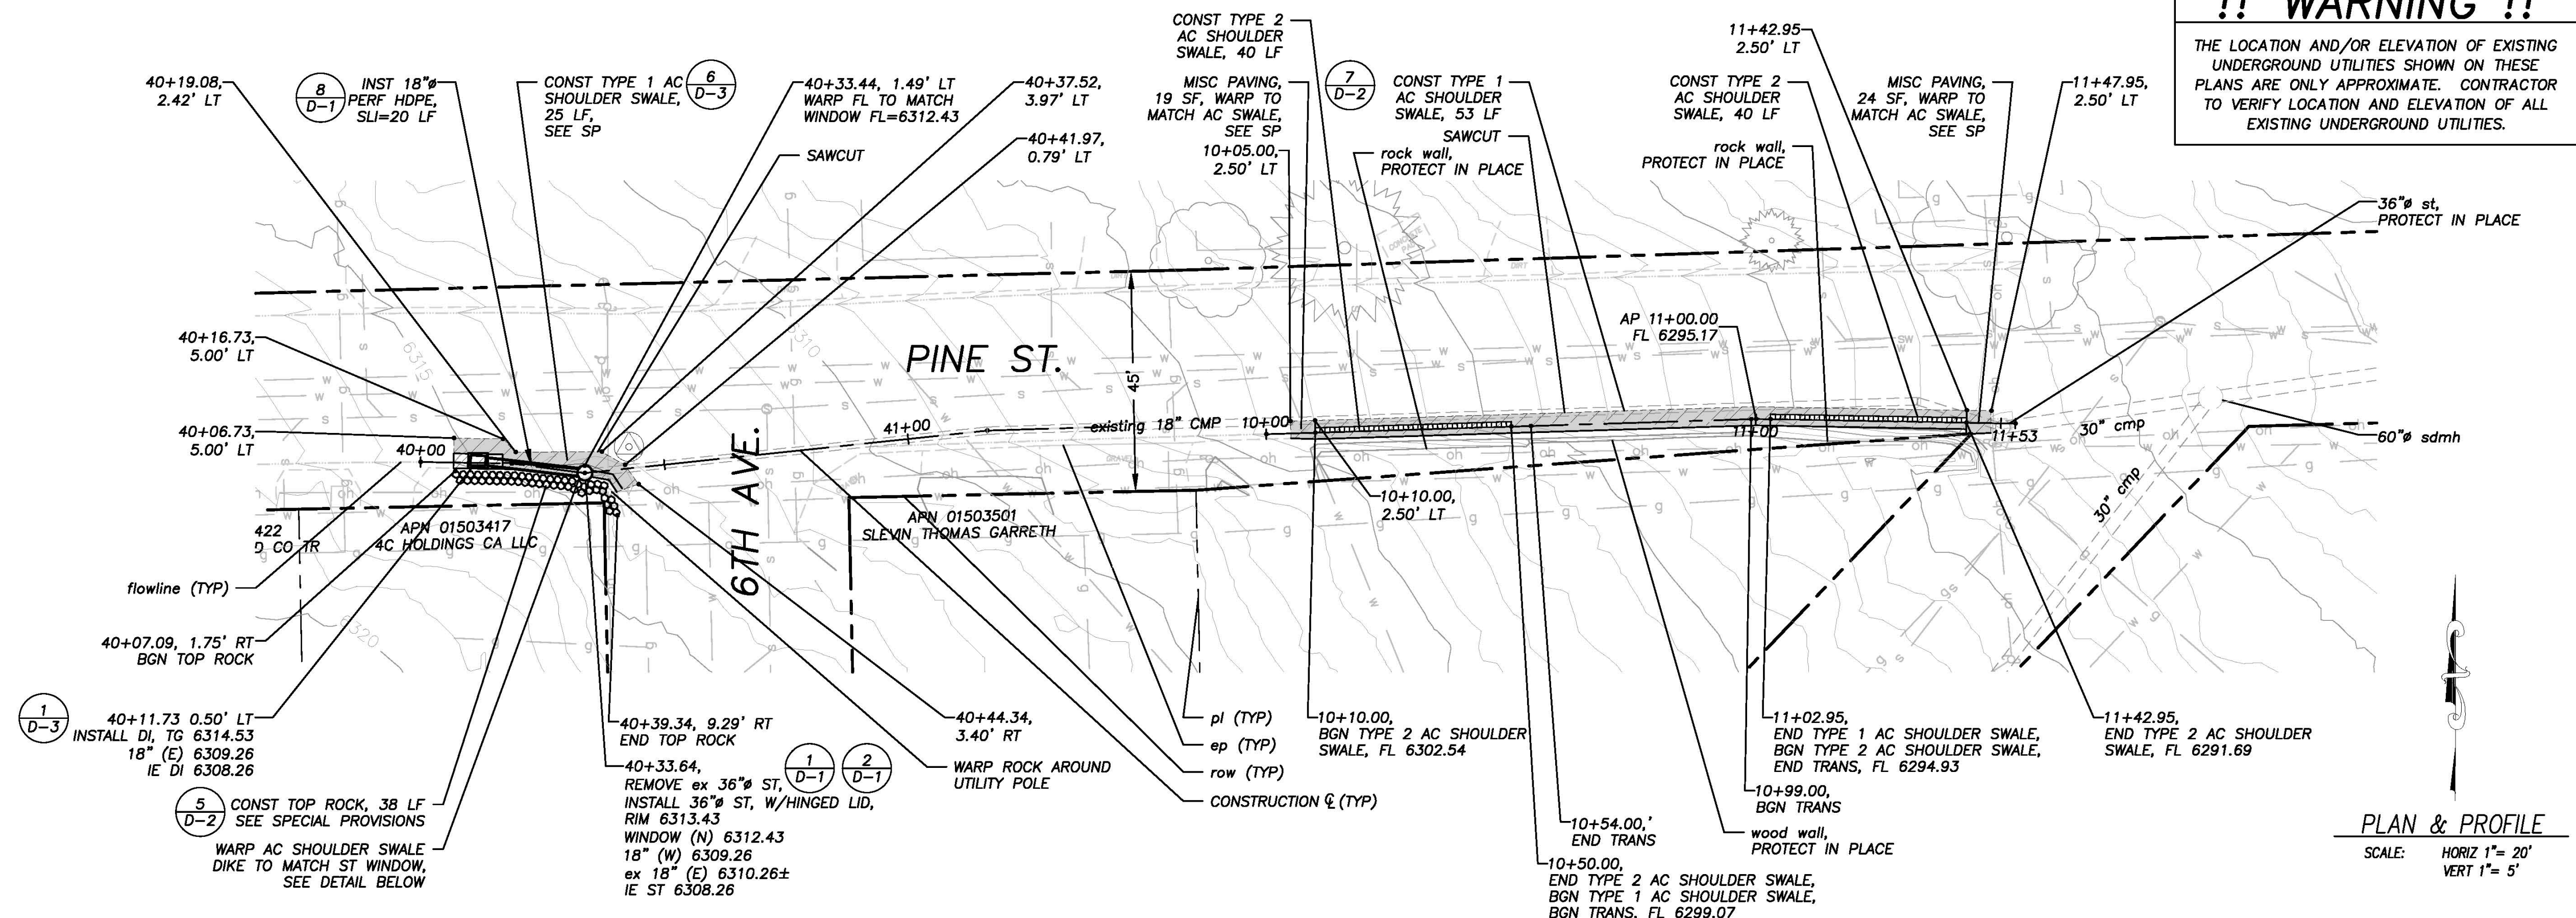 !! WARNING !!
THE LOCATION AND/OR ELEVATION OF EXISTING
UNDERGROUND UTILITIES SHOWN ON THESE
PLANS ARE ONLY APPROXIMATE. CONTRACTOR
TO VERIFY LOCATION AND ELEVATION OF ALL
EXISTING UNDERGROUND UTILITIES.
40+19.08,
2.42' LT
8
D-1
INST 18"ø
PERF HDPE,
SLI=20 LF
CONST TYPE 1 AC
SHOULDER SWALE,
25 LF,
SEE SP
6
D-3
40+33.44, 1.49' LT
WARP FL TO MATCH
WINDOW FL=6312.43
SAWCUT
40+37.52,
3.97' LT
40+41.97,
0.79' LT
CONST TYPE 2
AC SHOULDER
SWALE, 40 LF
MISC PAVING,
19 SF, WARP TO
MATCH AC SWALE,
SEE SP
10+05.00,
2.50' LT
7
D-2
CONST TYPE 1
AC SHOULDER
SWALE, 53 LF
SAWCUT
rock wall,
PROTECT IN PLACE
11+42.95
2.50' LT
CONST TYPE 2
AC SHOULDER
SWALE, 40 LF
rock wall,
PROTECT IN PLACE
MISC PAVING,
24 SF, WARP TO
MATCH AC SWALE,
SEE SP
11+47.95,
2.50' LT
36"ø st,
PROTECT IN PLACE
CONCRETE
PAD
DIRT
DIRT
40+16.73,
5.00' LT
40+06.73,
5.00' LT
6315
6310
6320
PINE ST.
45'
AP 11+00.00
FL 6295.17
40+00
41+00
existing 18" CMP
10+00
11+00
11+53
30" cmp
30" cmp
60"ø sdmh
GRAVEL
6TH AVE.
422
D CO TR
APN 01503417
4C HOLDINGS CA LLC
APN 01503501
SLEVIN THOMAS GARRETH
10+10.00,
2.50' LT
flowline (TYP)
40+07.09, 1.75' RT
BGN TOP ROCK
1
D-3
40+11.73 0.50' LT
INSTALL DI, TG 6314.53
18" (E) 6309.26
IE DI 6308.26
5
D-2
CONST TOP ROCK, 38 LF
SEE SPECIAL PROVISIONS
WARP AC SHOULDER SWALE
DIKE TO MATCH ST WINDOW,
SEE DETAIL BELOW
40+39.34, 9.29' RT
END TOP ROCK
40+33.64,
REMOVE ex 36"ø ST,
INSTALL 36"ø ST, W/HINGED LID,
RIM 6313.43
WINDOW (N) 6312.43
18" (W) 6309.26
ex 18" (E) 6310.26±
IE ST 6308.26
1
D-1
2
D-1
40+44.34,
3.40' RT
WARP ROCK AROUND
UTILITY POLE
pl (TYP)
ep (TYP)
row (TYP)
CONSTRUCTION ℄ (TYP)
10+10.00,
BGN TYPE 2 AC SHOULDER
SWALE, FL 6302.54
10+54.00,'
END TRANS
10+50.00,
END TYPE 2 AC SHOULDER SWALE,
BGN TYPE 1 AC SHOULDER SWALE,
BGN TRANS, FL 6299.07
11+02.95,
END TYPE 1 AC SHOULDER SWALE,
BGN TYPE 2 AC SHOULDER SWALE,
END TRANS, FL 6294.93
10+99.00,
BGN TRANS
wood wall,
PROTECT IN PLACE
11+42.95,
END TYPE 2 AC SHOULDER
SWALE, FL 6291.69
PLAN & PROFILE
SCALE: HORIZ 1"= 20'
VERT 1"= 5'